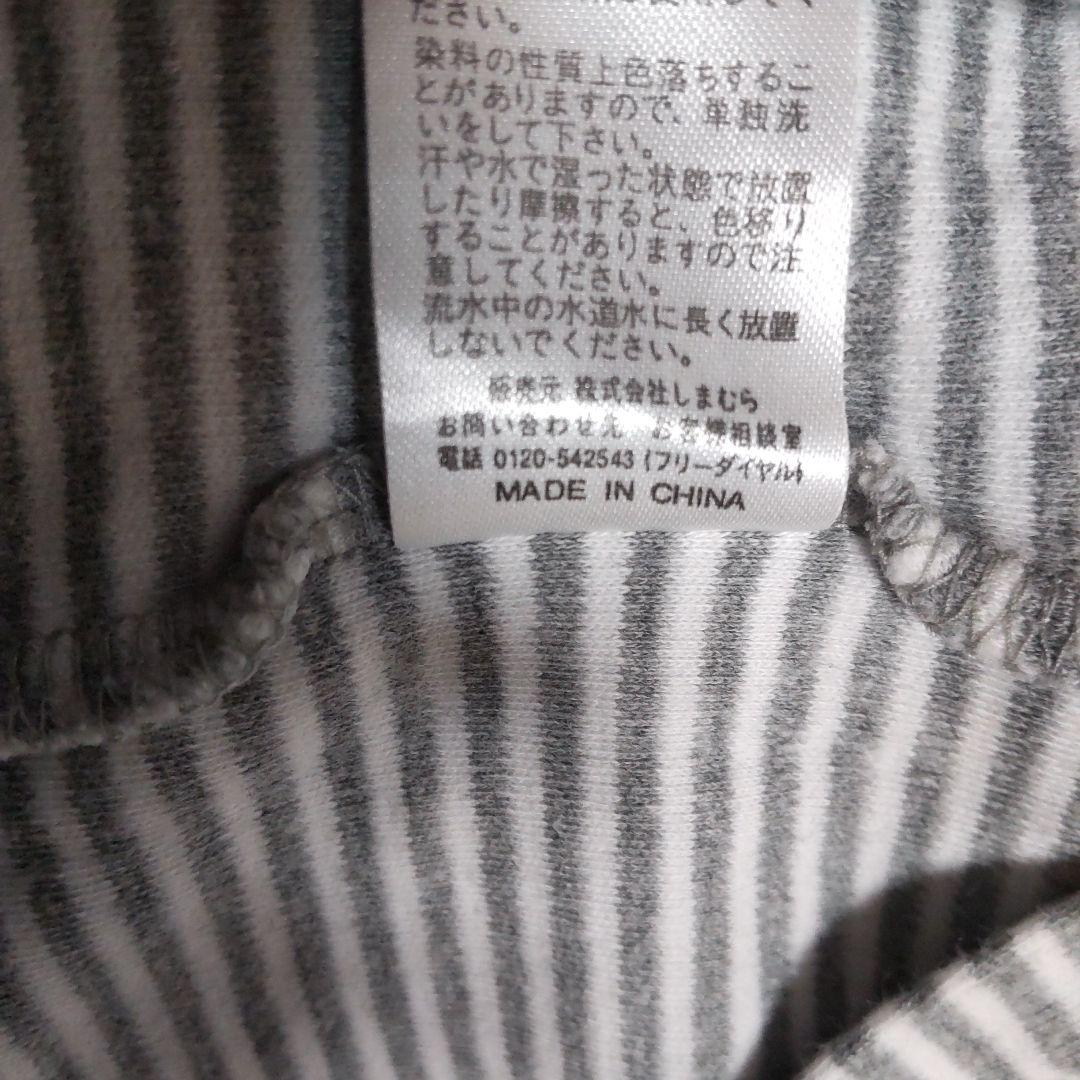 ださい。
染料の性質上色落ちするこ
とがありますので、単独洗
いをして下さい。
汗や水で湿った状態で放置
したり摩擦すると、色移り
することがありますので注
意してください。
流水中の水道水に長く放置
しないでください。
販売元 株式会社しまむら
お問い合わせ先 お客様相談室
電話 0120-542543 (フリーダイヤル)
MADE IN CHINA